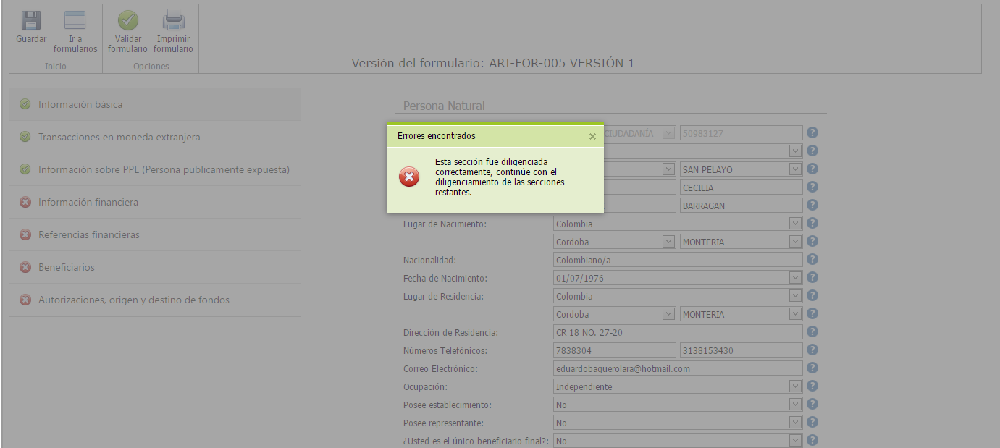 Guardar
Ir a
formularios
Validar
formulario
Imprimir
formulario
Inicio
Opciones
Versión del formulario: ARI-FOR-005 VERSIÓN 1
Información básica
Transacciones en moneda extranjera
Información sobre PPE (Persona publicamente expuesta)
Información financiera
Referencias financieras
Beneficiarios
Autorizaciones, origen y destino de fondos
Persona Natural
Errores encontrados
Esta sección fue diligenciada
correctamente, continúe con el
diligenciamiento de las secciones
restantes.
CIUDADANÍA 50983127
SAN PELAYO
CECILIA
BARRAGAN
Lugar de Nacimiento: Colombia
Cordoba MONTERIA
Nacionalidad: Colombiano/a
Fecha de Nacimiento: 01/07/1976
Lugar de Residencia: Colombia
Cordoba MONTERIA
Dirección de Residencia: CR 18 NO. 27-20
Números Telefónicos: 7838304 3138153430
Correo Electrónico: eduardobaquerolara@hotmail.com
Ocupación: Independiente
Posee establecimiento: No
Posee representante: No
¿Usted es el único beneficiario final?: No